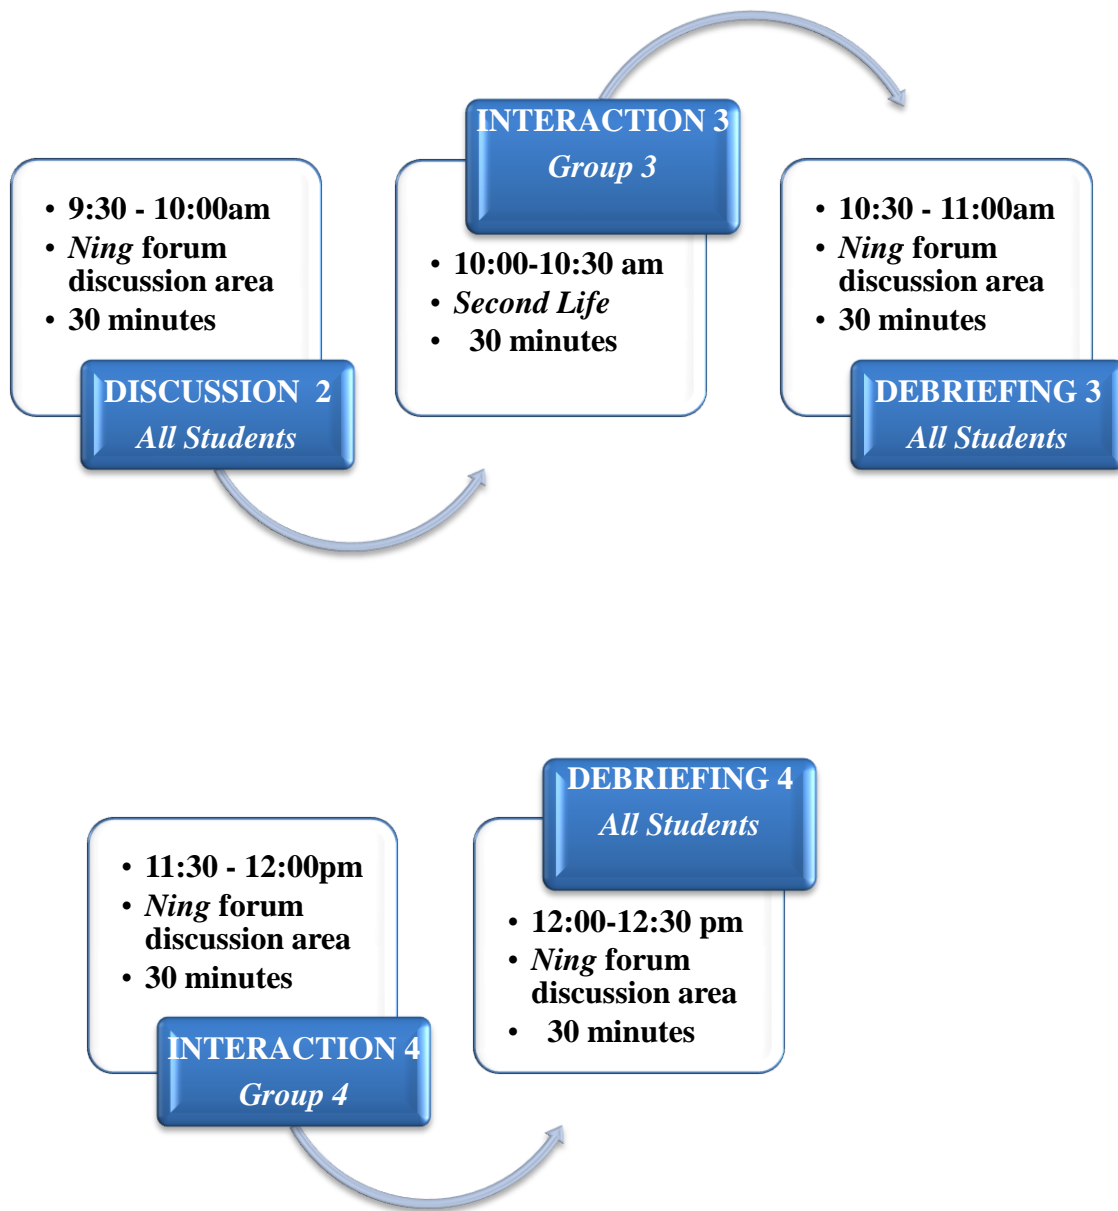 • 9:30 - 10:00am
• Ning forum
discussion area
• 30 minutes
DISCUSSION 2
All Students
INTERACTION 3
Group 3
• 10:00-10:30 am
• Second Life
• 30 minutes
• 10:30 - 11:00am
• Ning forum
discussion area
• 30 minutes
DEBRIEFING 3
All Students
• 11:30 - 12:00pm
• Ning forum
discussion area
• 30 minutes
INTERACTION 4
Group 4
DEBRIEFING 4
All Students
• 12:00-12:30 pm
• Ning forum
discussion area
• 30 minutes